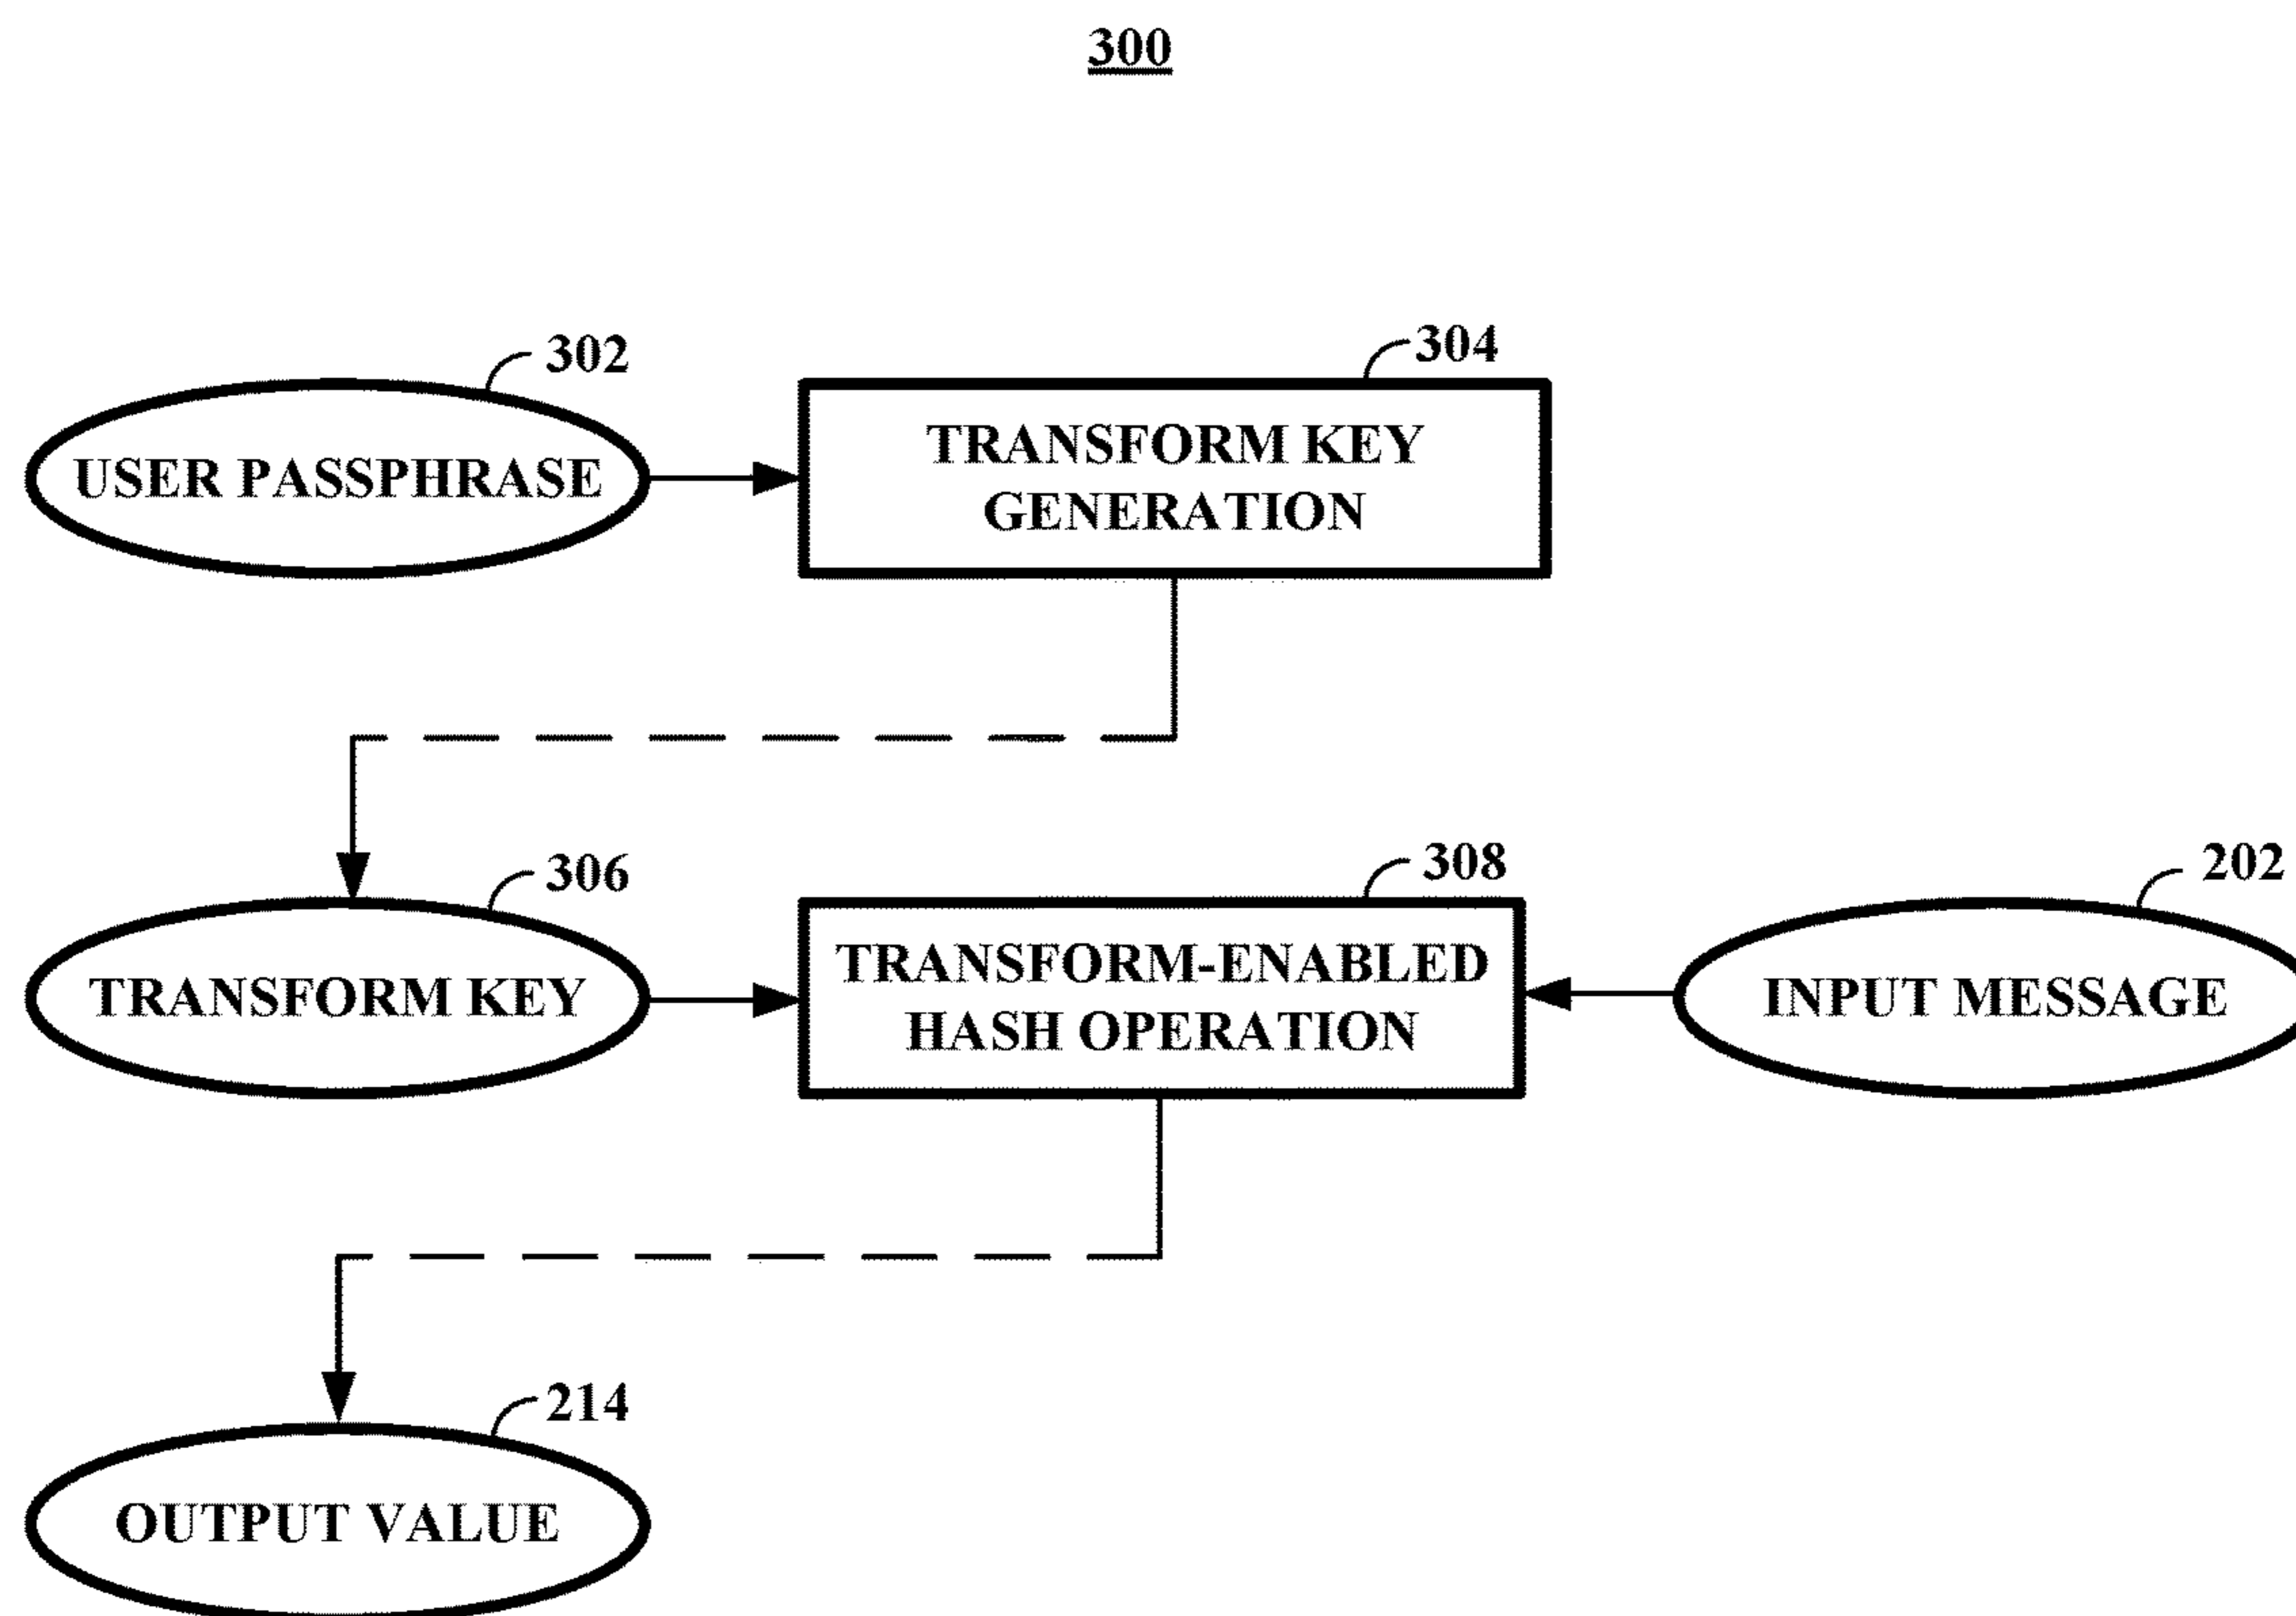 300
302
304
USER PASSPHRASE
TRANSFORM KEY
GENERATION
306
308
202
TRANSFORM KEY
TRANSFORM-ENABLED
HASH OPERATION
INPUT MESSAGE
214
OUTPUT VALUE